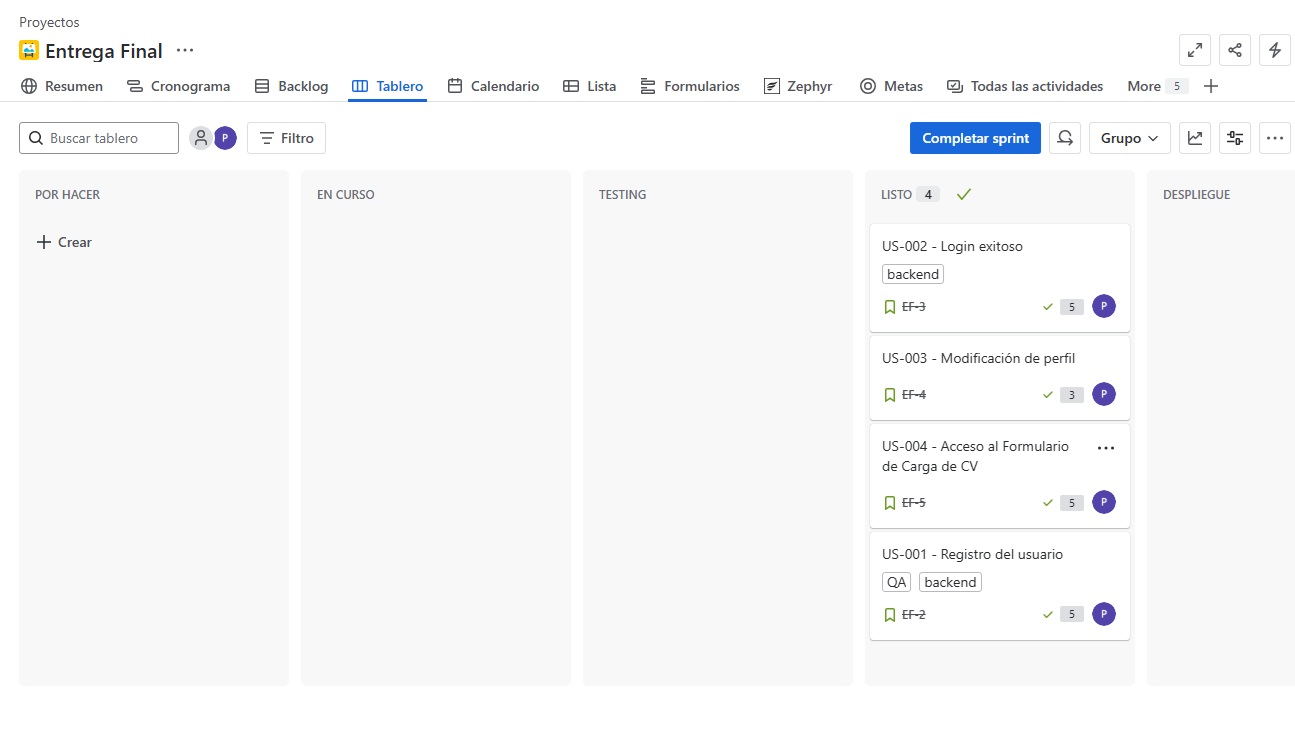 Proyectos
Entrega Final
Resumen Cronograma Backlog Tablero Calendario Lista Formularios Zephyr Metas Todas las actividades More 5
Buscar tablero P Filtro Completar sprint Grupo
POR HACER EN CURSO TESTING LISTO 4 DESPLIEGUE
Crear
US-002 - Login exitoso
backend
EF-3 5 P
US-003 - Modificación de perfil
EF-4 3 P
US-004 - Acceso al Formulario
de Carga de CV
EF-5 5 P
US-001 - Registro del usuario
QA backend
EF-2 5 P